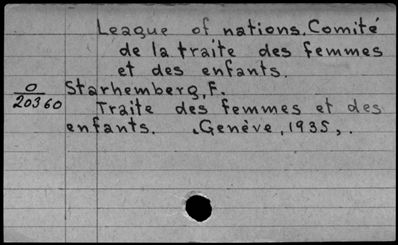 League of nations. Comité
de la traite des femmes
et des enfants.
O Starhemberg, F.
20360 Traite des femmes et des
enfants. Genève, 1935,.